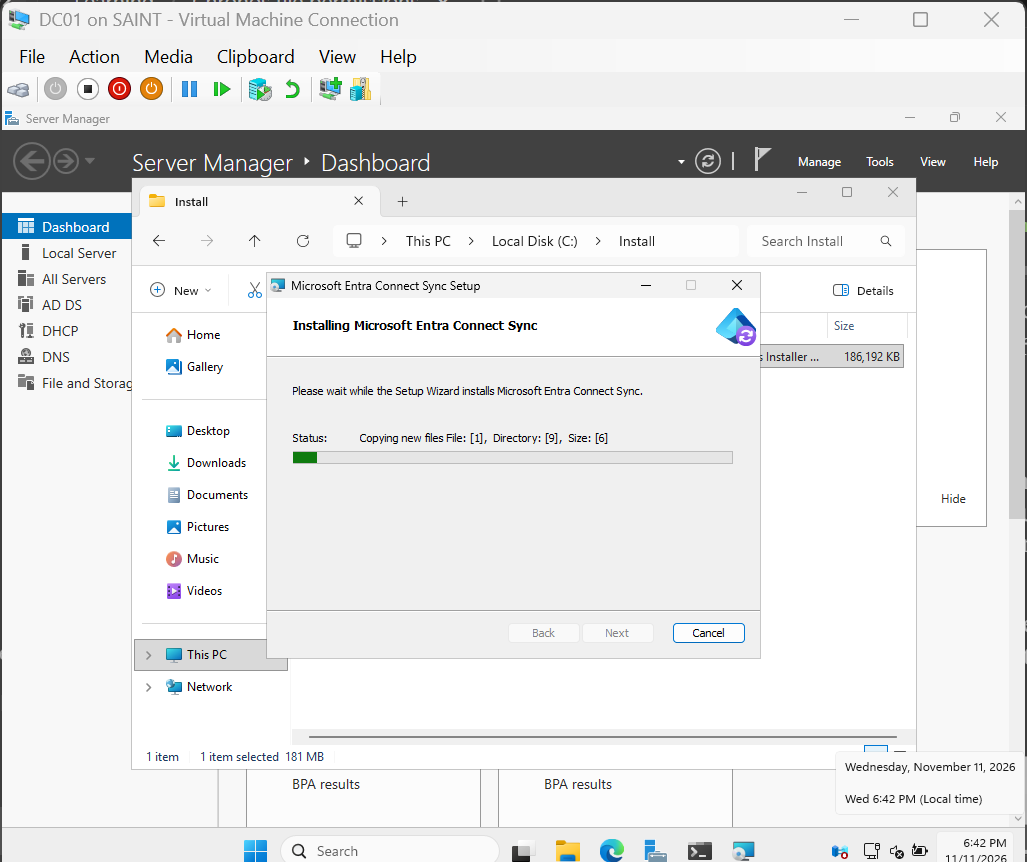 DC01 on SAINT - Virtual Machine Connection
File Action Media Clipboard View Help
Server Manager
Server Manager Dashboard
Manage Tools View Help
Install
This PC Local Disk (C:) Install
Search Install
Dashboard
Local Server
All Servers
AD DS
DHCP
DNS
File and Storag
New
Details
Home
Gallery
Desktop
Downloads
Documents
Pictures
Music
Videos
This PC
Network
Size
s Installer ... 186,192 KB
Microsoft Entra Connect Sync Setup
Installing Microsoft Entra Connect Sync
Please wait while the Setup Wizard installs Microsoft Entra Connect Sync.
Status: Copying new files File: [1], Directory: [9], Size: [6]
Back Next Cancel
Hide
1 item 1 item selected 181 MB
BPA results
BPA results
Wednesday, November 11, 2026
Wed 6:42 PM (Local time)
Search
6:42 PM
11/11/2026